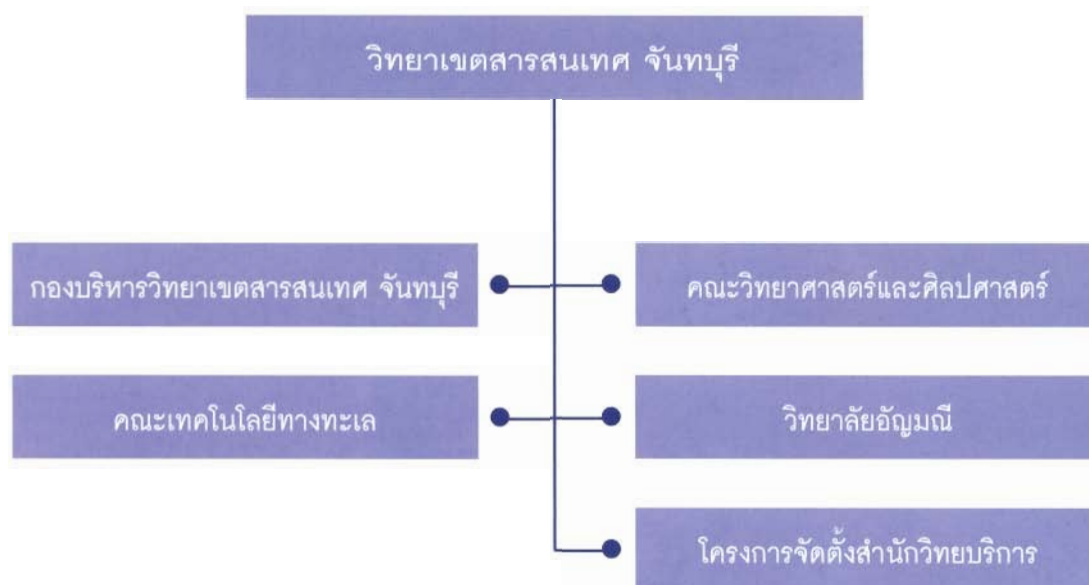 วิทยาเขตสารสนเทศ จันทบุรี
กองบริหารวิทยาเขตสารสนเทศ จันทบุรี
คณะวิทยาศาสตร์และศิลปศาสตร์
คณะเทคโนโลยีทางทะเล
วิทยาลัยอัญมณี
โครงการจัดตั้งสำนักวิทยบริการ